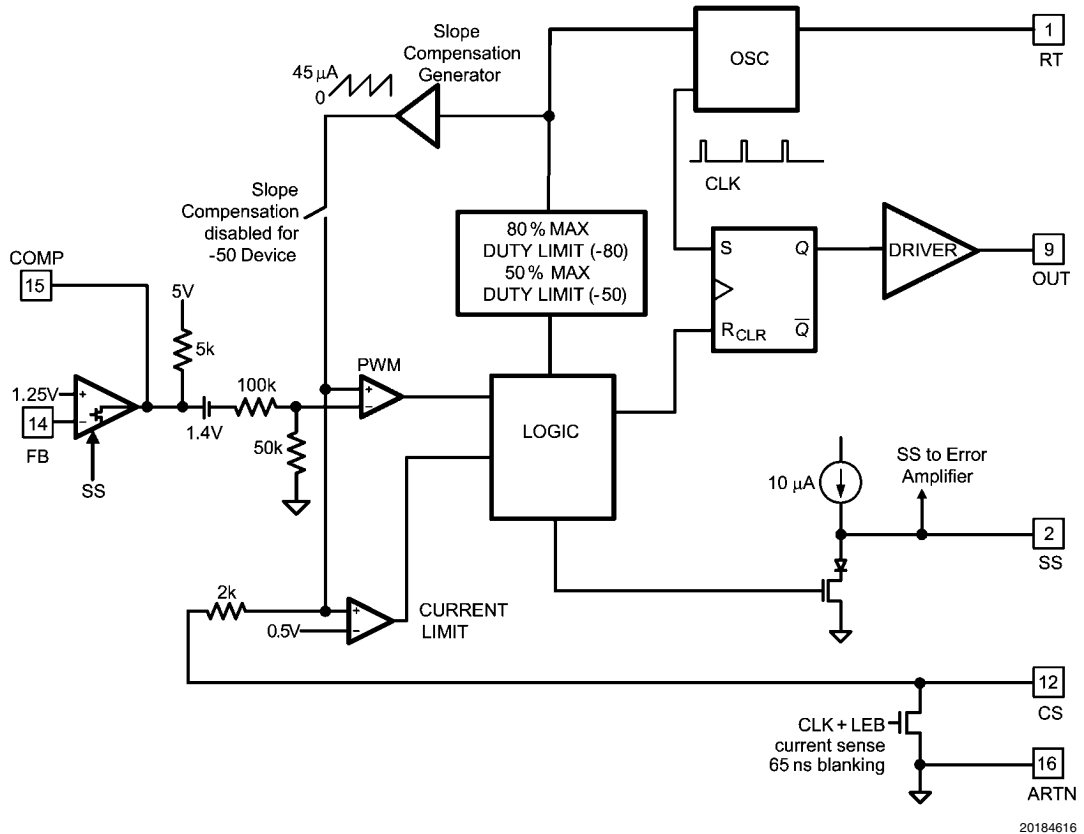 Slope
Compensation
Generator
45 μA
0
OSC
1
RT
CLK
Slope
Compensation
disabled for
-50 Device
80 % MAX
DUTY LIMIT (-80)
50 % MAX
DUTY LIMIT (-50)
S
Q
RCLR
Q̅
DRIVER
9
OUT
COMP
15
5V
5k
PWM
+
−
1.25V
+
−
14
FB
SS
1.4V
100k
50k
LOGIC
10 μA
SS to Error
Amplifier
2
SS
2k
0.5V
+
−
CURRENT
LIMIT
12
CS
CLK + LEB
current sense
65 ns blanking
16
ARTN
20184616